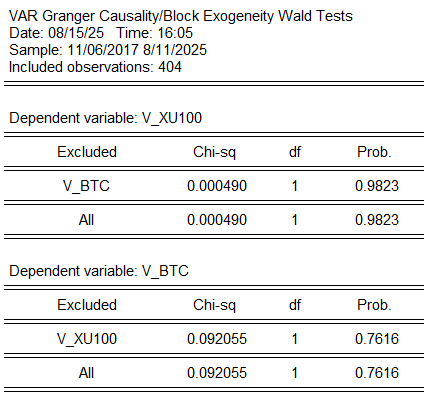 VAR Granger Causality/Block Exogeneity Wald Tests
Date: 08/15/25   Time: 16:05
Sample: 11/06/2017 8/11/2025
Included observations: 404
Dependent variable: V_XU100
Excluded Chi-sq df Prob.
V_BTC 0.000490 1 0.9823
All 0.000490 1 0.9823
Dependent variable: V_BTC
Excluded Chi-sq df Prob.
V_XU100 0.092055 1 0.7616
All 0.092055 1 0.7616